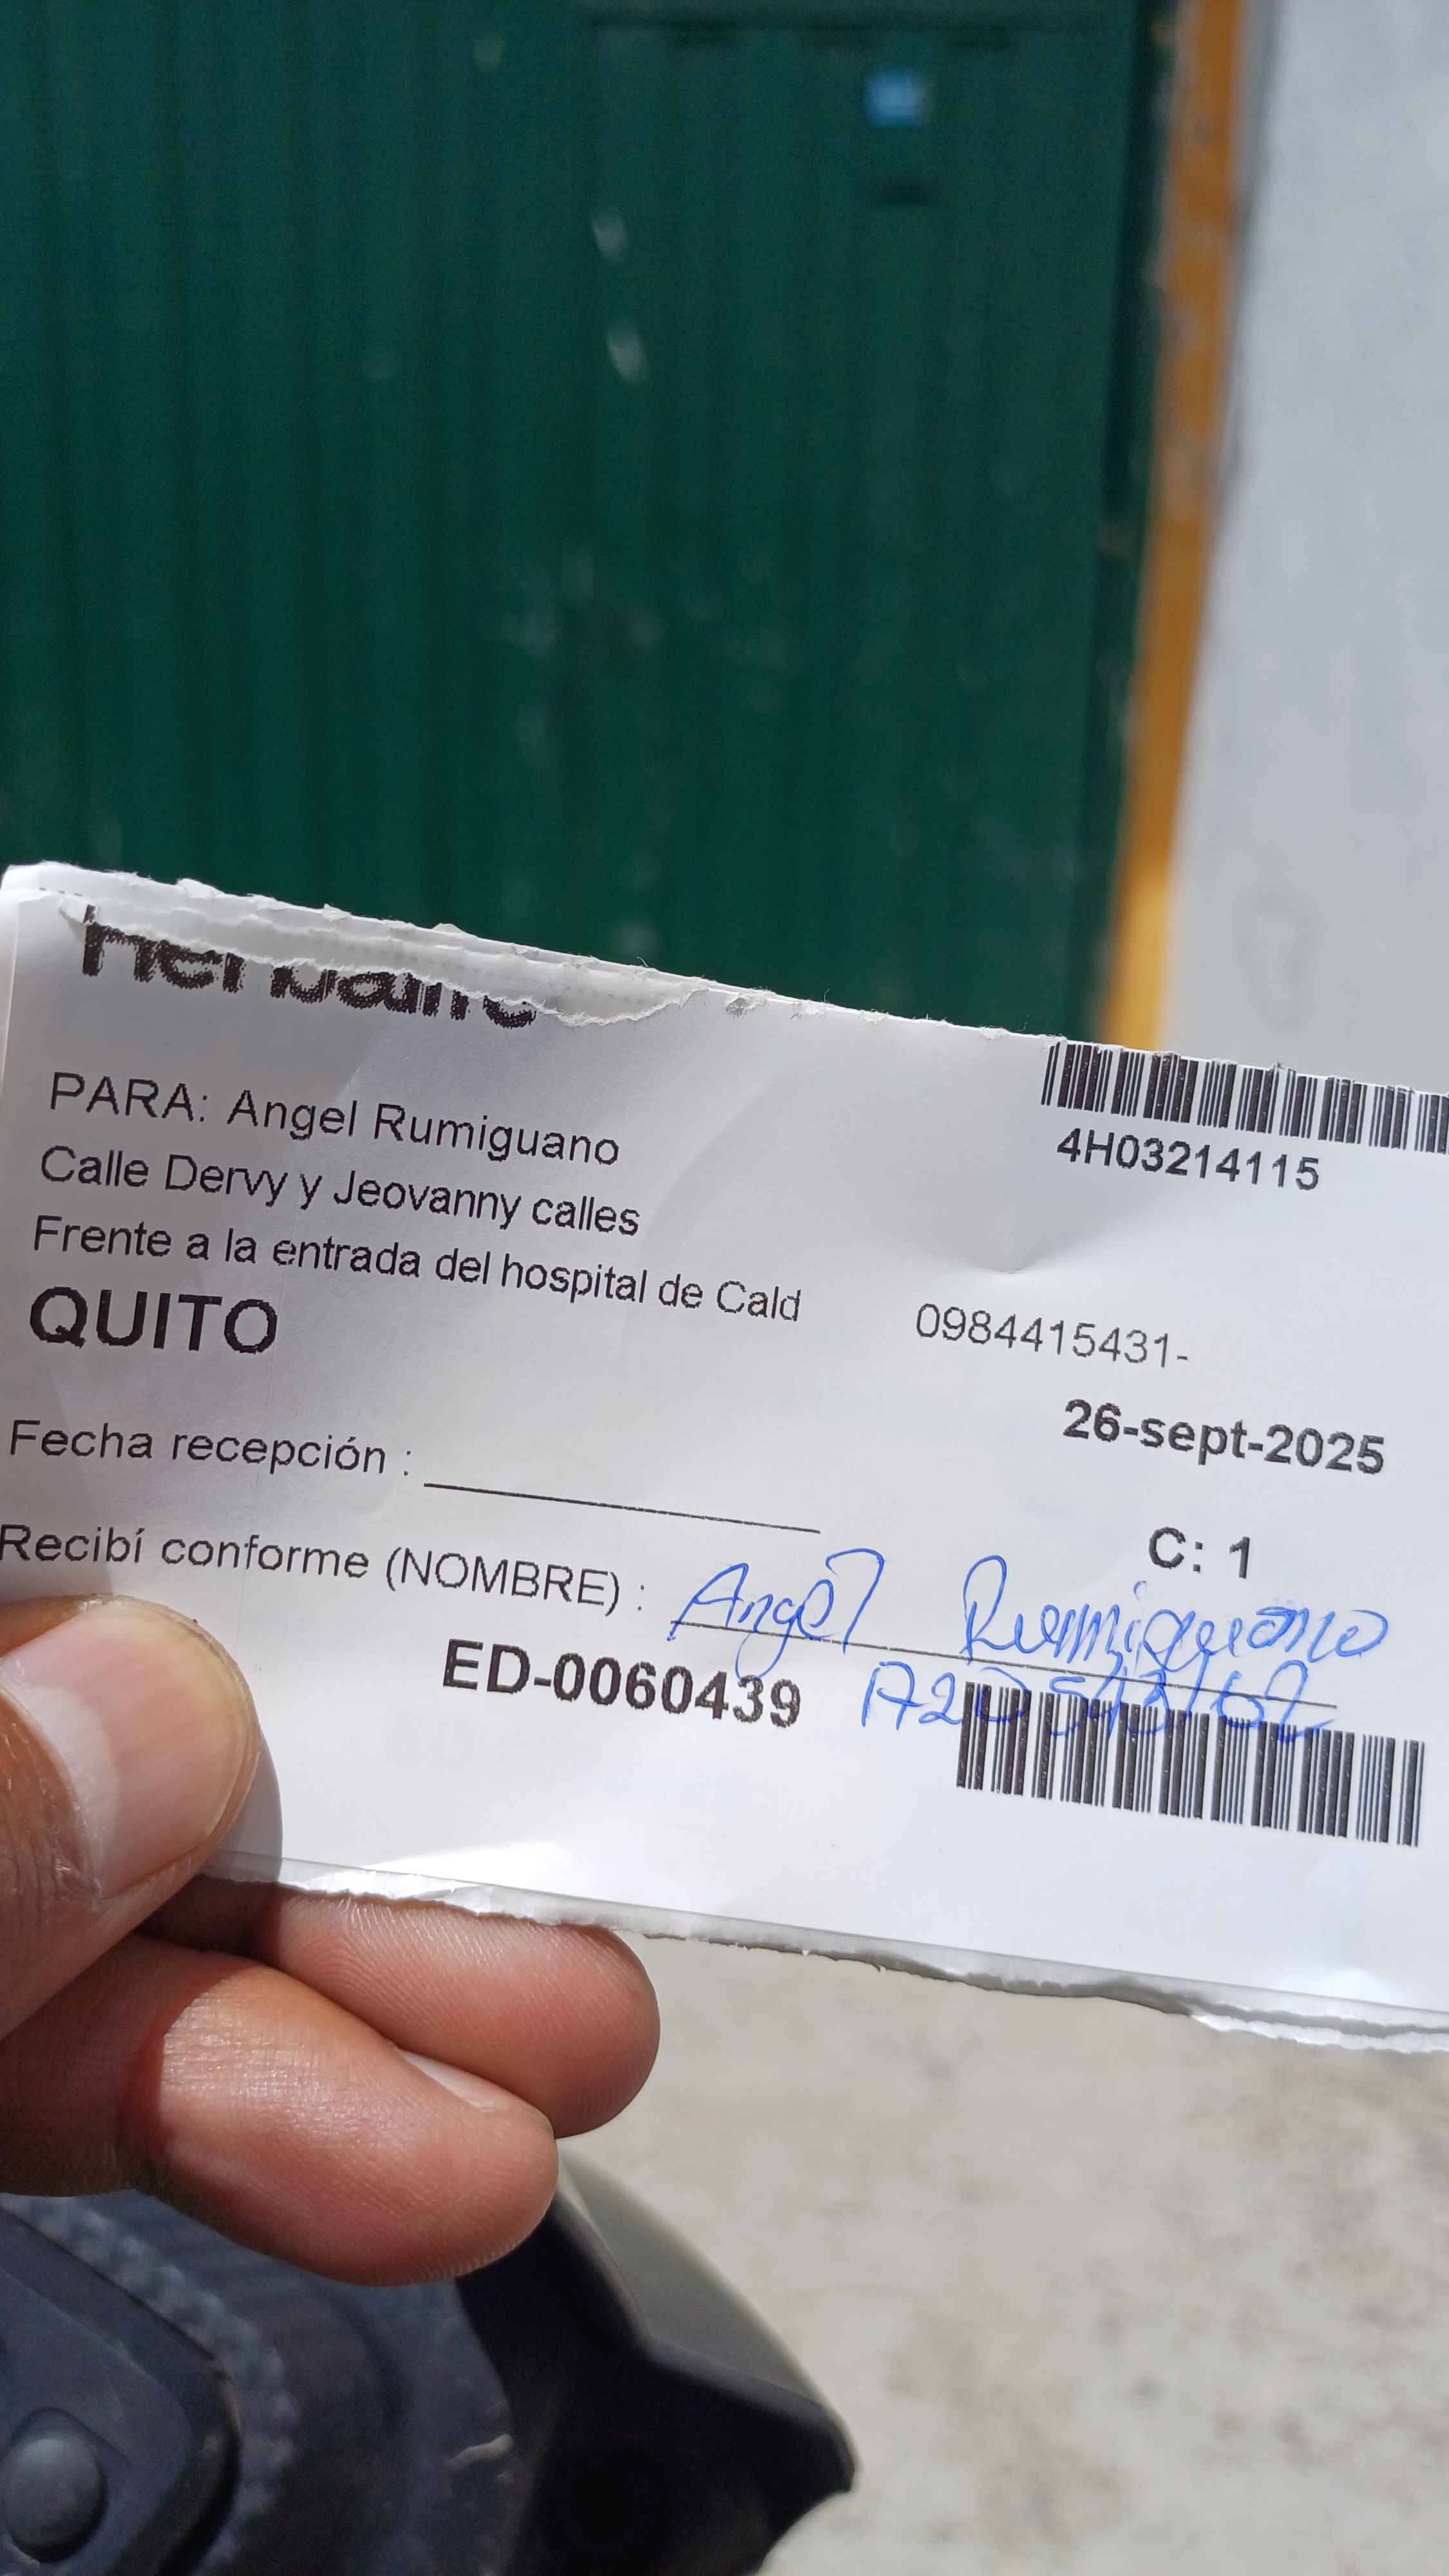 PARA: Angel Rumiguano
Calle Dervy y Jeovanny calles
Frente a la entrada del hospital de Cald
QUITO
4H03214115
0984415431-
26-sept-2025
Fecha recepción :
C: 1
Recibí conforme (NOMBRE) : Angel Rumiguano
ED-0060439